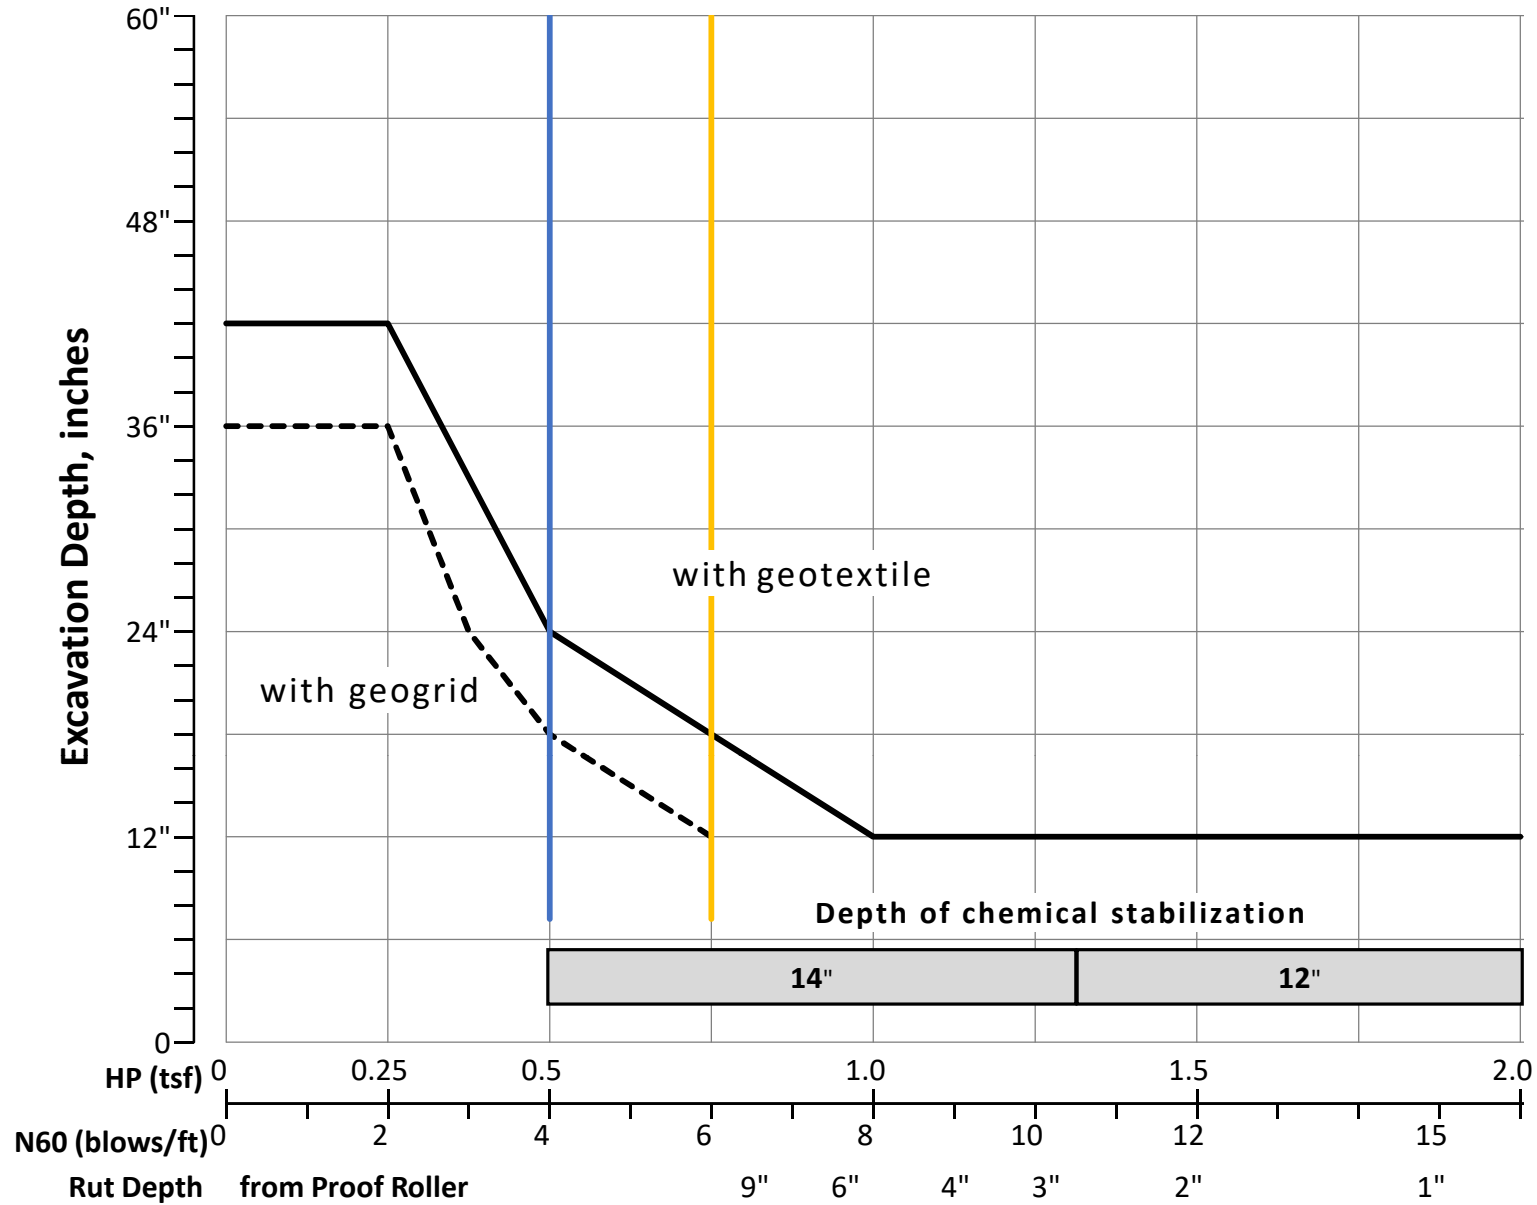 60"
48"
36"
24"
12"
0
Excavation Depth, inches
with geotextile
with geogrid
Depth of chemical stabilization
14" 12"
HP (tsf) 0 0.25 0.5 1.0 1.5 2.0
N60 (blows/ft) 0 2 4 6 8 10 12 15
Rut Depth from Proof Roller 9" 6" 4" 3" 2" 1"